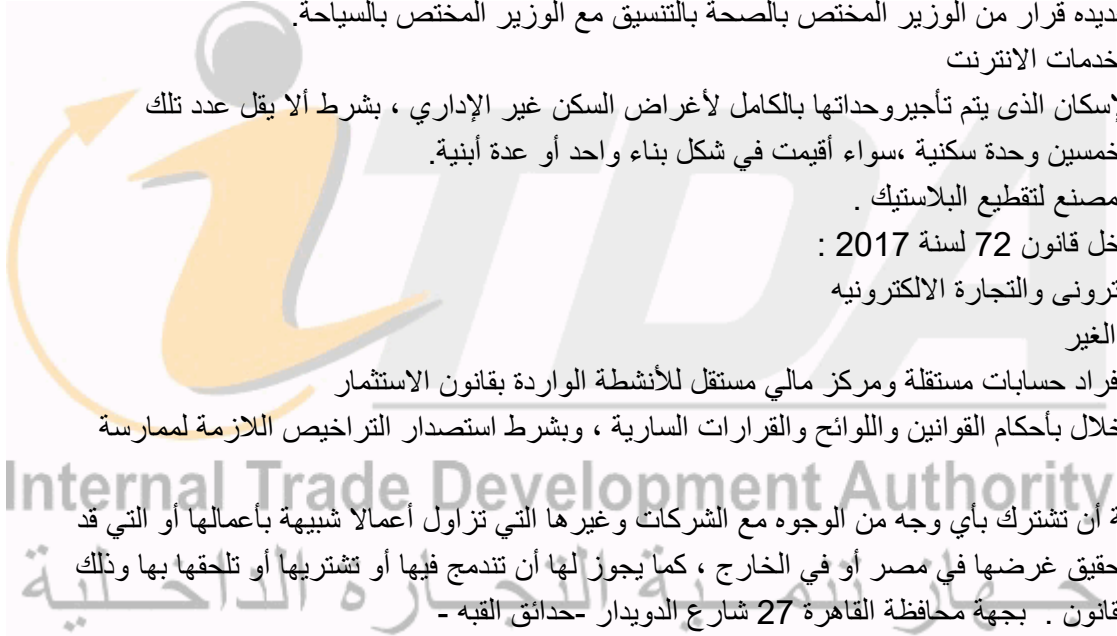 ديده قرار من الوزير المختص بالصحة بالتنسيق مع الوزير المختص بالسياحة.
خدمات الانترنت
إسكان الذى يتم تأجيروحداتها بالكامل لأغراض السكن غير الإداري ، بشرط ألا يقل عدد تلك
خمسين وحدة سكنية ،سواء أقيمت في شكل بناء واحد أو عدة أبنية.
مصنع لتقطيع البلاستيك .
خل قانون 72 لسنة 2017 :
ترونى والتجارة الالكترونيه
الغير
فراد حسابات مستقلة ومركز مالي مستقل للأنشطة الواردة بقانون الاستثمار
خلال بأحكام القوانين واللوائح والقرارات السارية ، وبشرط استصدار التراخيص اللازمة لممارسة
iTDA
Internal Trade Development Authority
ة أن تشترك بأي وجه من الوجوه مع الشركات وغيرها التي تزاول أعمالا شبيهة بأعمالها أو التي قد
حقيق غرضها في مصر أو في الخارج ، كما يجوز لها أن تندمج فيها أو تشتريها أو تلحقها بها وذلك
جهاز تنمية التجارة الداخلية
قانون . بجهة محافظة القاهرة 27 شارع الدويدار -حدائق القبه -